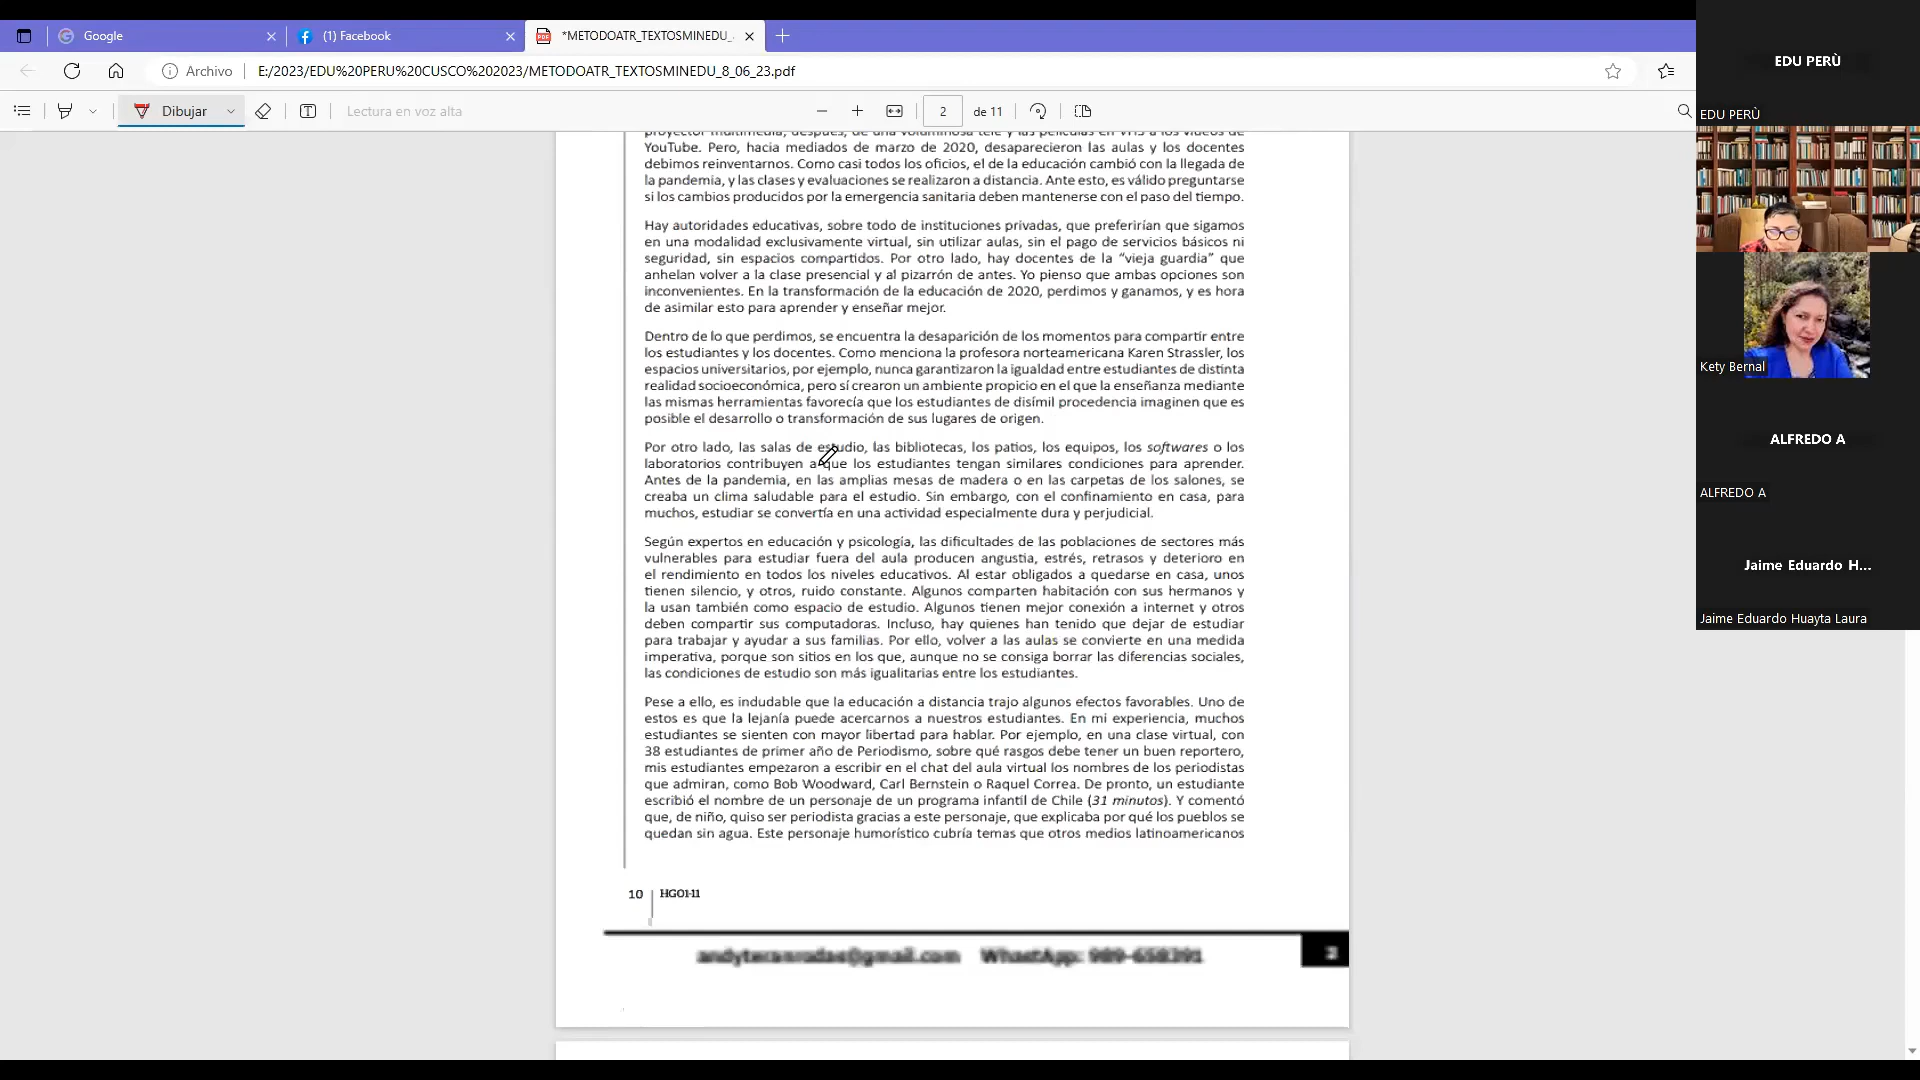 Google
(1) Facebook
*METODOATR_TEXTOSMINEDU_
Archivo
E:/2023/EDU%20PERU%20CUSCO%202023/METODOATR_TEXTOSMINEDU_8_06_23.pdf
Dibujar
Lectura en voz alta
2
de 11
proyector multimedia, después, de una voluminosa tele y las películas en VHS a los videos de
YouTube. Pero, hacia mediados de marzo de 2020, desaparecieron las aulas y los docentes
debimos reinventarnos. Como casi todos los oficios, el de la educación cambió con la llegada de
la pandemia, y las clases y evaluaciones se realizaron a distancia. Ante esto, es válido preguntarse
si los cambios producidos por la emergencia sanitaria deben mantenerse con el paso del tiempo.
Hay autoridades educativas, sobre todo de instituciones privadas, que preferirían que sigamos
en una modalidad exclusivamente virtual, sin utilizar aulas, sin el pago de servicios básicos ni
seguridad, sin espacios compartidos. Por otro lado, hay docentes de la “vieja guardia” que
anhelan volver a la clase presencial y al pizarrón de antes. Yo pienso que ambas opciones son
inconvenientes. En la transformación de la educación de 2020, perdimos y ganamos, y es hora
de asimilar esto para aprender y enseñar mejor.
Dentro de lo que perdimos, se encuentra la desaparición de los momentos para compartir entre
los estudiantes y los docentes. Como menciona la profesora norteamericana Karen Strassler, los
espacios universitarios, por ejemplo, nunca garantizaron la igualdad entre estudiantes de distinta
realidad socioeconómica, pero sí crearon un ambiente propicio en el que la enseñanza mediante
las mismas herramientas favorecía que los estudiantes de disímil procedencia imaginen que es
posible el desarrollo o transformación de sus lugares de origen.
Por otro lado, las salas de estudio, las bibliotecas, los patios, los equipos, los softwares o los
laboratorios contribuyen a que los estudiantes tengan similares condiciones para aprender.
Antes de la pandemia, en las amplias mesas de madera o en las carpetas de los salones, se
creaba un clima saludable para el estudio. Sin embargo, con el confinamiento en casa, para
muchos, estudiar se convertía en una actividad especialmente dura y perjudicial.
Según expertos en educación y psicología, las dificultades de las poblaciones de sectores más
vulnerables para estudiar fuera del aula producen angustia, estrés, retrasos y deterioro en
el rendimiento en todos los niveles educativos. Al estar obligados a quedarse en casa, unos
tienen silencio, y otros, ruido constante. Algunos comparten habitación con sus hermanos y
la usan también como espacio de estudio. Algunos tienen mejor conexión a internet y otros
deben compartir sus computadoras. Incluso, hay quienes han tenido que dejar de estudiar
para trabajar y ayudar a sus familias. Por ello, volver a las aulas se convierte en una medida
imperativa, porque son sitios en los que, aunque no se consiga borrar las diferencias sociales,
las condiciones de estudio son más igualitarias entre los estudiantes.
Pese a ello, es indudable que la educación a distancia trajo algunos efectos favorables. Uno de
estos es que la lejanía puede acercarnos a nuestros estudiantes. En mi experiencia, muchos
estudiantes se sienten con mayor libertad para hablar. Por ejemplo, en una clase virtual, con
38 estudiantes de primer año de Periodismo, sobre qué rasgos debe tener un buen reportero,
mis estudiantes empezaron a escribir en el chat del aula virtual los nombres de los periodistas
que admiran, como Bob Woodward, Carl Bernstein o Raquel Correa. De pronto, un estudiante
escribió el nombre de un personaje de un programa infantil de Chile (31 minutos). Y comentó
que, de niño, quiso ser periodista gracias a este personaje, que explicaba por qué los pueblos se
quedan sin agua. Este personaje humorístico cubría temas que otros medios latinoamericanos
10
HG01-11
WhastApp:
2
EDU PERÙ
EDU PERÙ
Kety Bernal
ALFREDO A
ALFREDO A
Jaime Eduardo H...
Jaime Eduardo Huayta Laura